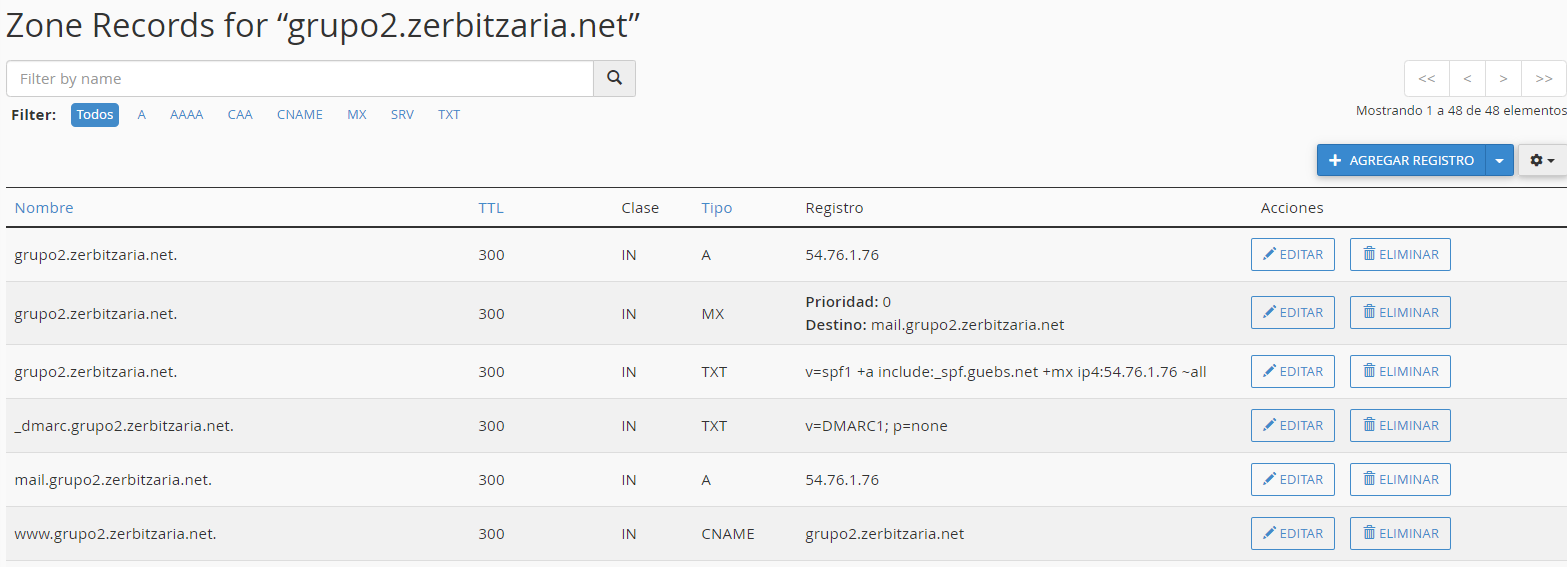 Zone Records for “grupo2.zerbitzaria.net”
Filter by name
<< < > >>
Filter: Todos A AAAA CAA CNAME MX SRV TXT
Mostrando 1 a 48 de 48 elementos
AGREGAR REGISTRO
Nombre TTL Clase Tipo Registro Acciones
grupo2.zerbitzaria.net. 300 IN A 54.76.1.76 EDITAR ELIMINAR
grupo2.zerbitzaria.net. 300 IN MX Prioridad: 0 EDITAR ELIMINAR
Destino: mail.grupo2.zerbitzaria.net
grupo2.zerbitzaria.net. 300 IN TXT v=spf1 +a include:_spf.guebs.net +mx ip4:54.76.1.76 ~all EDITAR ELIMINAR
_dmarc.grupo2.zerbitzaria.net. 300 IN TXT v=DMARC1; p=none EDITAR ELIMINAR
mail.grupo2.zerbitzaria.net. 300 IN A 54.76.1.76 EDITAR ELIMINAR
www.grupo2.zerbitzaria.net. 300 IN CNAME grupo2.zerbitzaria.net EDITAR ELIMINAR